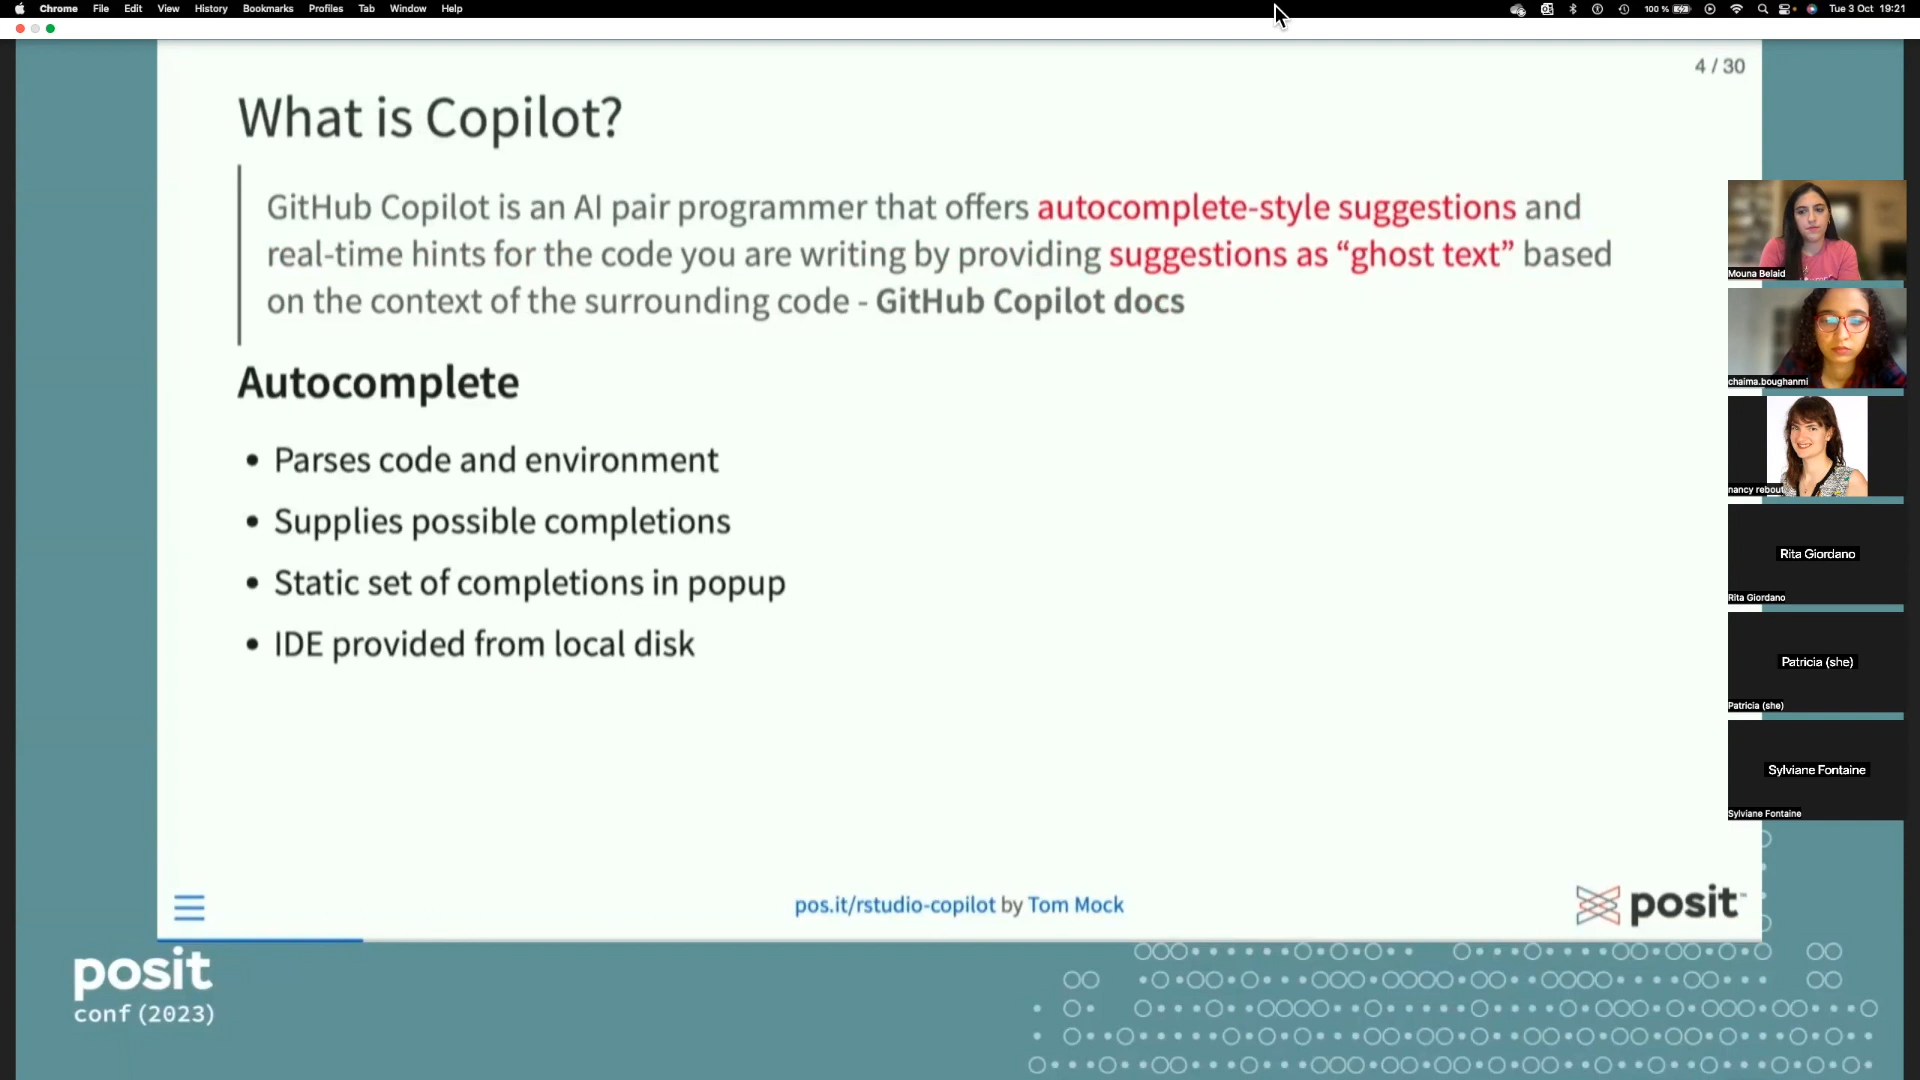 Chrome File Edit View History Bookmarks Profiles Tab Window Help
100 % Tue 3 Oct 19:21
4 / 30
What is Copilot?
GitHub Copilot is an AI pair programmer that offers autocomplete-style suggestions and
real-time hints for the code you are writing by providing suggestions as “ghost text” based
on the context of the surrounding code - GitHub Copilot docs
Autocomplete
• Parses code and environment
• Supplies possible completions
• Static set of completions in popup
• IDE provided from local disk
pos.it/rstudio-copilot by Tom Mock
posit™
posit
conf(2023)
Mouna Belaid
chaima.boughanmi
nancy rebout
Rita Giordano
Rita Giordano
Patricia (she)
Patricia (she)
Sylviane Fontaine
Sylviane Fontaine